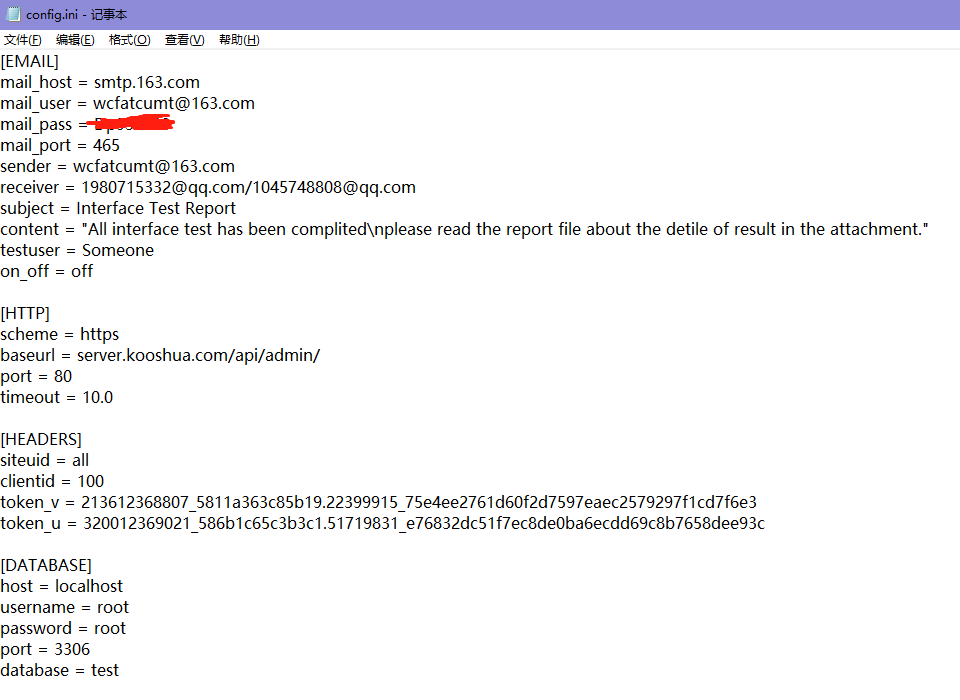 config.ini - 记事本
文件(F) 编辑(E) 格式(O) 查看(V) 帮助(H)
[EMAIL]
mail_host = smtp.163.com
mail_user = wcfatcumt@163.com
mail_pass =
mail_port = 465
sender = wcfatcumt@163.com
receiver = 1980715332@qq.com/1045748808@qq.com
subject = Interface Test Report
content = "All interface test has been complited\nplease read the report file about the detile of result in the attachment."
testuser = Someone
on_off = off
[HTTP]
scheme = https
baseurl = server.kooshua.com/api/admin/
port = 80
timeout = 10.0
[HEADERS]
siteuid = all
clientid = 100
token_v = 213612368807_5811a363c85b19.22399915_75e4ee2761d60f2d7597eaec2579297f1cd7f6e3
token_u = 320012369021_586b1c65c3b3c1.51719831_e76832dc51f7ec8de0ba6ecdd69c8b7658dee93c
[DATABASE]
host = localhost
username = root
password = root
port = 3306
database = test